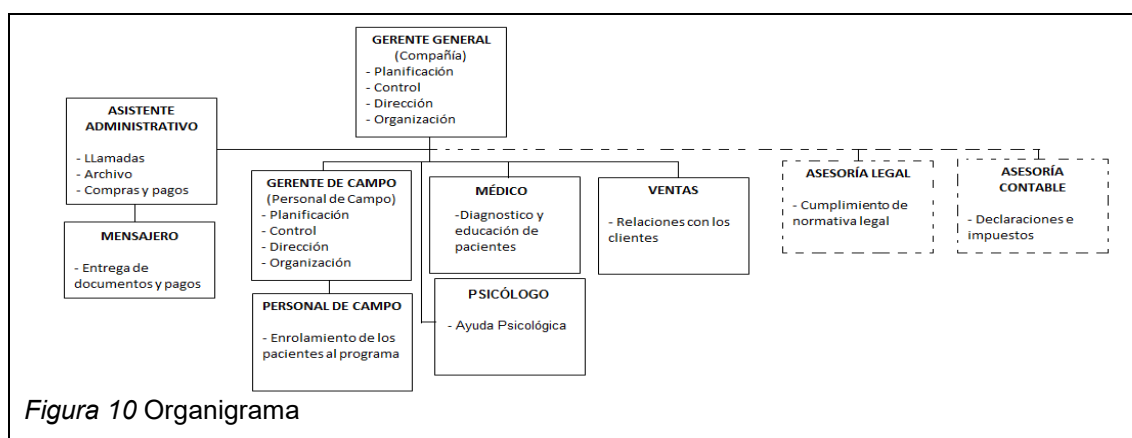 GERENTE GENERAL
(Compañía)
- Planificación
- Control
- Dirección
- Organización
ASISTENTE
ADMINISTRATIVO
- LLamadas
- Archivo
- Compras y pagos
MENSAJERO
- Entrega de
documentos y pagos
GERENTE DE CAMPO
(Personal de Campo)
- Planificación
- Control
- Dirección
- Organización
PERSONAL DE CAMPO
- Enrolamiento de los
pacientes al programa
MÉDICO
-Diagnostico y
educación de
pacientes
PSICÓLOGO
- Ayuda Psicológica
VENTAS
- Relaciones con los
clientes
ASESORÍA LEGAL
- Cumplimiento de
normativa legal
ASESORÍA
CONTABLE
- Declaraciones e
impuestos
Figura 10 Organigrama